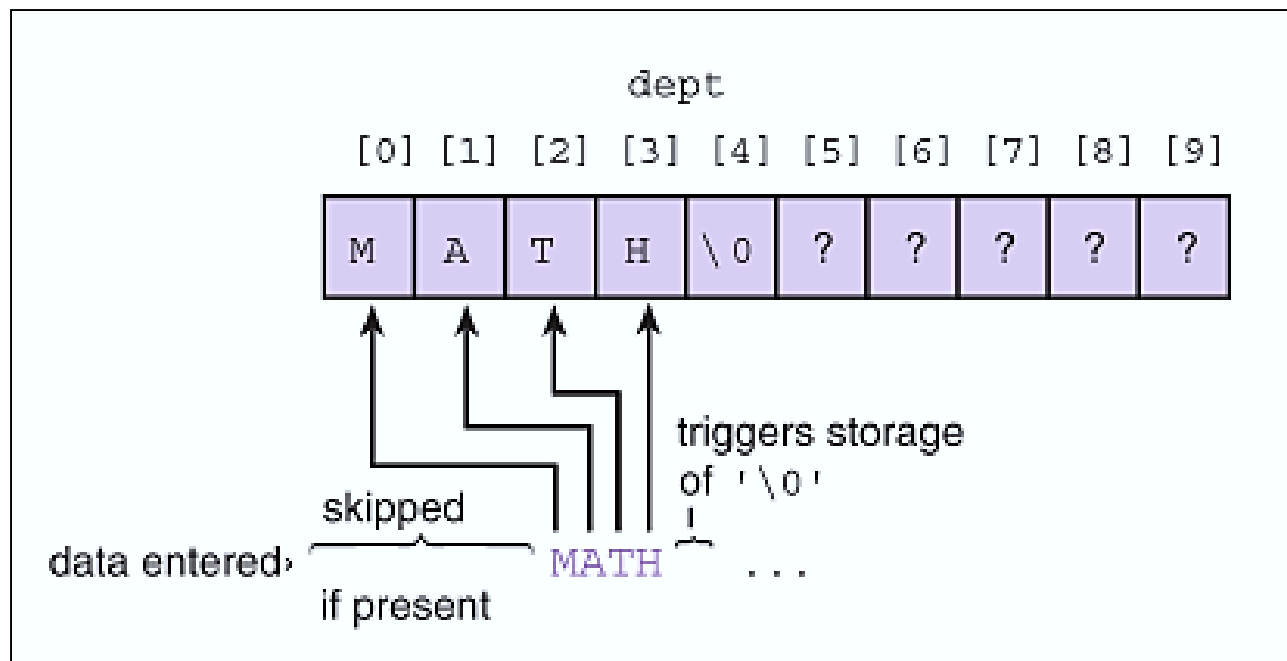 dept
[0] [1] [2] [3] [4] [5] [6] [7] [8] [9]
M A T H \0 ? ? ? ? ?
triggers storage
of '\0'
skipped
data entered› MATH ...
if present